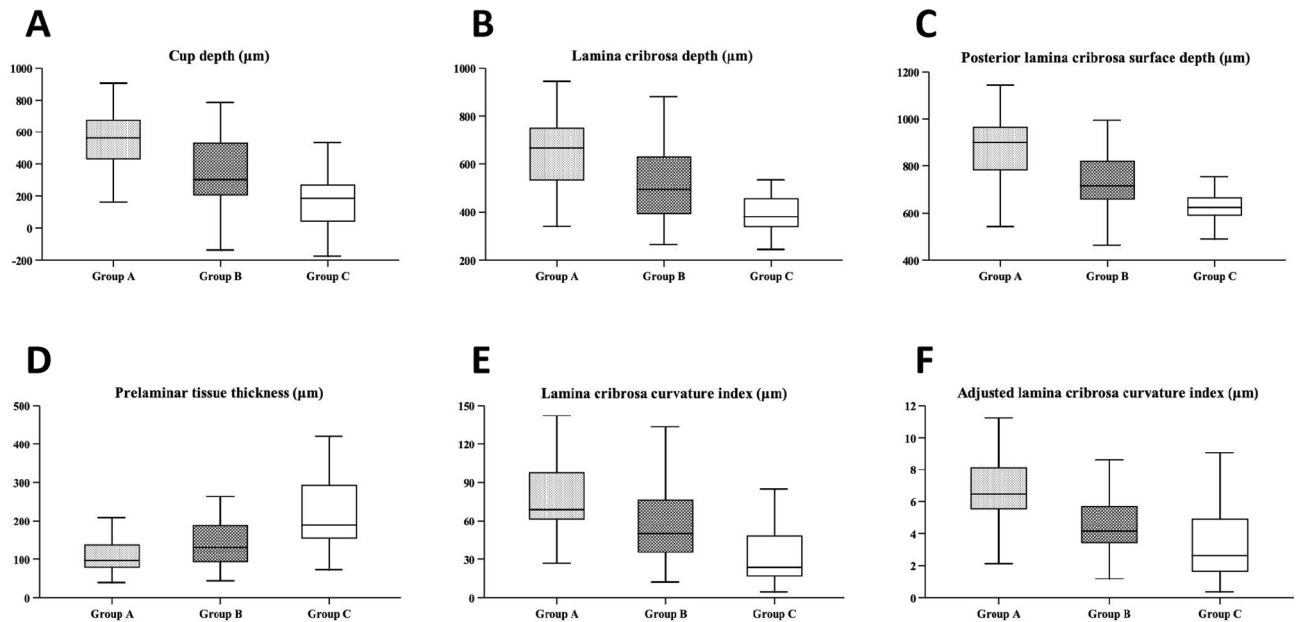 A
Cup depth (µm)
1000
800
600
400
200
0
-200
Group A
Group B
Group C
B
Lamina cribrosa depth (µm)
1000
800
600
400
200
Group A
Group B
Group C
C
Posterior lamina cribrosa surface depth (µm)
1200
1000
800
600
400
Group A
Group B
Group C
D
Prelaminar tissue thickness (µm)
500
400
300
200
100
0
Group A
Group B
Group C
E
Lamina cribrosa curvature index (µm)
150
120
90
60
30
0
Group A
Group B
Group C
F
Adjusted lamina cribrosa curvature index (µm)
12
10
8
6
4
2
0
Group A
Group B
Group C